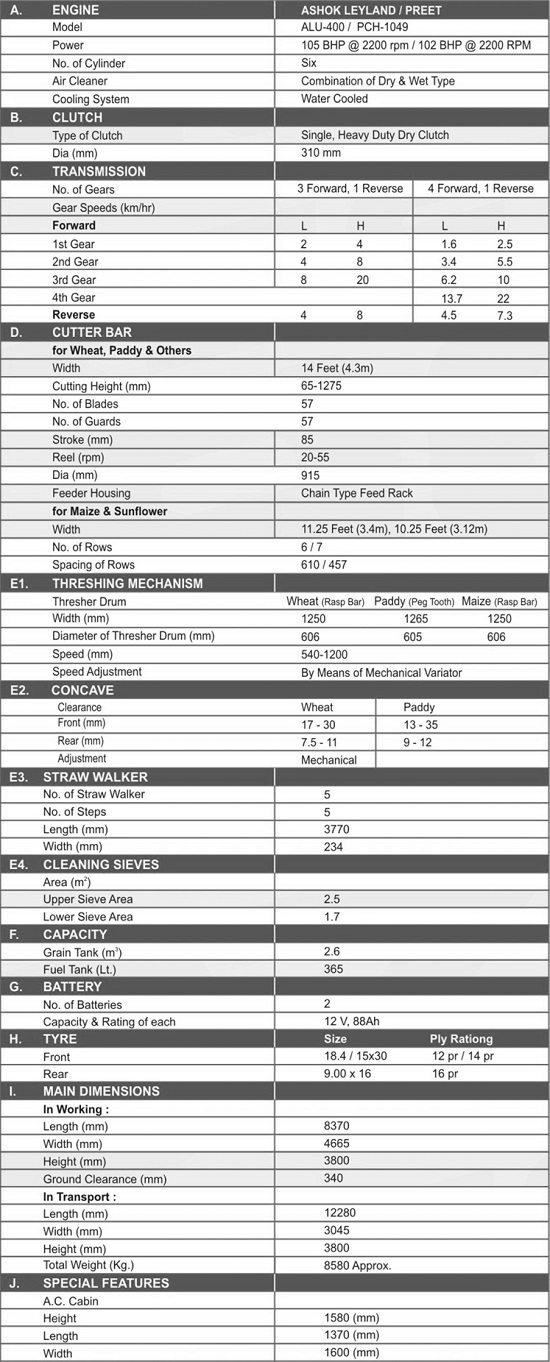 A. ENGINE ASHOK LEYLAND / PREET
Model ALU-400 / PCH-1049
Power 105 BHP @ 2200 rpm / 102 BHP @ 2200 RPM
No. of Cylinder Six
Air Cleaner Combination of Dry & Wet Type
Cooling System Water Cooled
B. CLUTCH
Type of Clutch Single, Heavy Duty Dry Clutch
Dia (mm) 310 mm
C. TRANSMISSION
No. of Gears 3 Forward, 1 Reverse 4 Forward, 1 Reverse
Gear Speeds (km/hr)
Forward L H L H
1st Gear 2 4 1.6 2.5
2nd Gear 4 8 3.4 5.5
3rd Gear 8 20 6.2 10
4th Gear 13.7 22
Reverse 4 8 4.5 7.3
D. CUTTER BAR
for Wheat, Paddy & Others
Width 14 Feet (4.3m)
Cutting Height (mm) 65-1275
No. of Blades 57
No. of Guards 57
Stroke (mm) 85
Reel (rpm) 20-55
Dia (mm) 915
Feeder Housing Chain Type Feed Rack
for Maize & Sunflower
Width 11.25 Feet (3.4m), 10.25 Feet (3.12m)
No. of Rows 6 / 7
Spacing of Rows 610 / 457
E1. THRESHING MECHANISM
Thresher Drum Wheat (Rasp Bar) Paddy (Peg Tooth) Maize (Rasp Bar)
Width (mm) 1250 1265 1250
Diameter of Thresher Drum (mm) 606 605 606
Speed (mm) 540-1200
Speed Adjustment By Means of Mechanical Variator
E2. CONCAVE
Clearance Wheat Paddy
Front (mm) 17 - 30 13 - 35
Rear (mm) 7.5 - 11 9 - 12
Adjustment Mechanical
E3. STRAW WALKER
No. of Straw Walker 5
No. of Steps 5
Length (mm) 3770
Width (mm) 234
E4. CLEANING SIEVES
Area (m²)
Upper Sieve Area 2.5
Lower Sieve Area 1.7
F. CAPACITY
Grain Tank (m³) 2.6
Fuel Tank (Lt.) 365
G. BATTERY
No. of Batteries 2
Capacity & Rating of each 12 V, 88Ah
H. TYRE Size Ply Rationg
Front 18.4 / 15x30 12 pr / 14 pr
Rear 9.00 x 16 16 pr
I. MAIN DIMENSIONS
In Working :
Length (mm) 8370
Width (mm) 4665
Height (mm) 3800
Ground Clearance (mm) 340
In Transport :
Length (mm) 12280
Width (mm) 3045
Height (mm) 3800
Total Weight (Kg.) 8580 Approx.
J. SPECIAL FEATURES
A.C. Cabin
Height 1580 (mm)
Length 1370 (mm)
Width 1600 (mm)